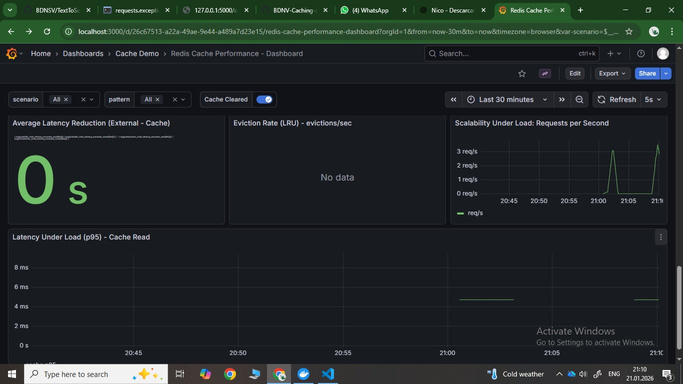 BDNSV/TextToSq
requests.excepti
127.0.0.1:5000/a
BDNV-Caching-
(4) WhatsApp
Nico - Descarca
Redis Cache Perf
localhost:3000/d/26c67513-a22a-49ae-9e44-a489a7d23e15/redis-cache-performance-dashboard?orgId=1&from=now-30m&to=now&timezone=browser&var-scenario=$__...
Home › Dashboards › Cache Demo › Redis Cache Performance - Dashboard
Search...
ctrl+k
Edit
Export
Share
scenario
All
pattern
All
Cache Cleared
Last 30 minutes
Refresh
5s
Average Latency Reduction (External - Cache)
0 s
Eviction Rate (LRU) - evictions/sec
No data
Scalability Under Load: Requests per Second
3 req/s
2 req/s
1 req/s
0 req/s
20:45 20:50 20:55 21:00 21:05 21:10
req/s
Latency Under Load (p95) - Cache Read
8 ms
6 ms
4 ms
2 ms
0 s
20:45 20:50 20:55 21:00 21:05 21:10
Activate Windows
Go to Settings to activate Windows.
Type here to search
Cold weather
ENG
21:10
21.01.2026